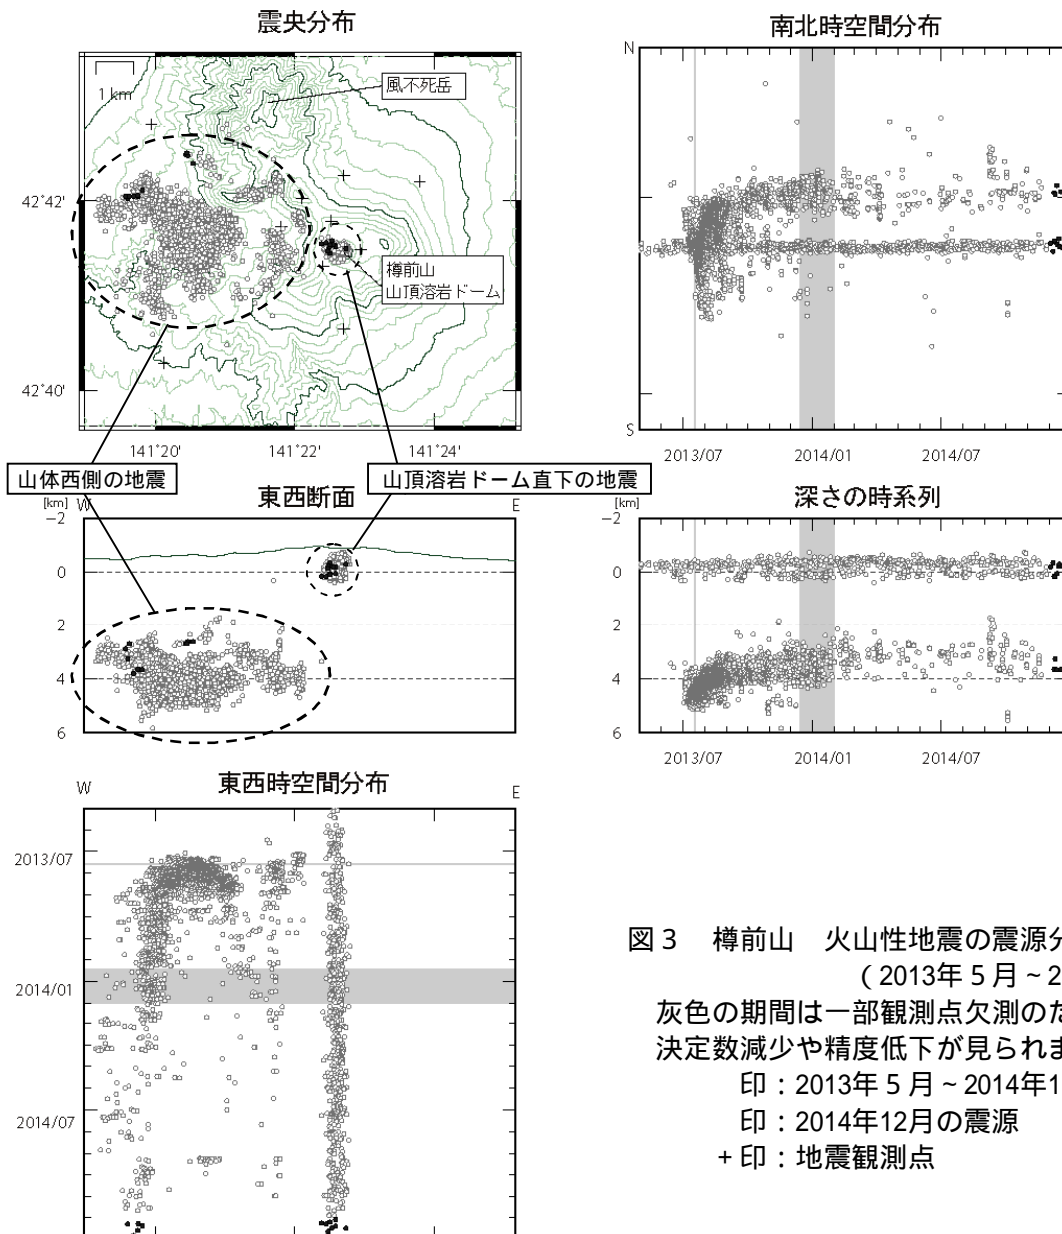 震央分布
1 km
風不死岳
42°42'
樽前山
山頂溶岩ドーム
42°40'
141°20'
141°22'
141°24'
南北時空間分布
N
S
2013/07
2014/01
2014/07
山体西側の地震
山頂溶岩ドーム直下の地震
東西断面
[km]
W
E
-2
0
2
4
6
深さの時系列
[km]
-2
0
2
4
6
2013/07
2014/01
2014/07
東西時空間分布
W
E
2013/07
2014/01
2014/07
図3 樽前山 火山性地震の震源分
(2013年5月~2
灰色の期間は一部観測点欠測のた
決定数減少や精度低下が見られま
印:2013年5月~2014年1
印:2014年12月の震源
+印:地震観測点